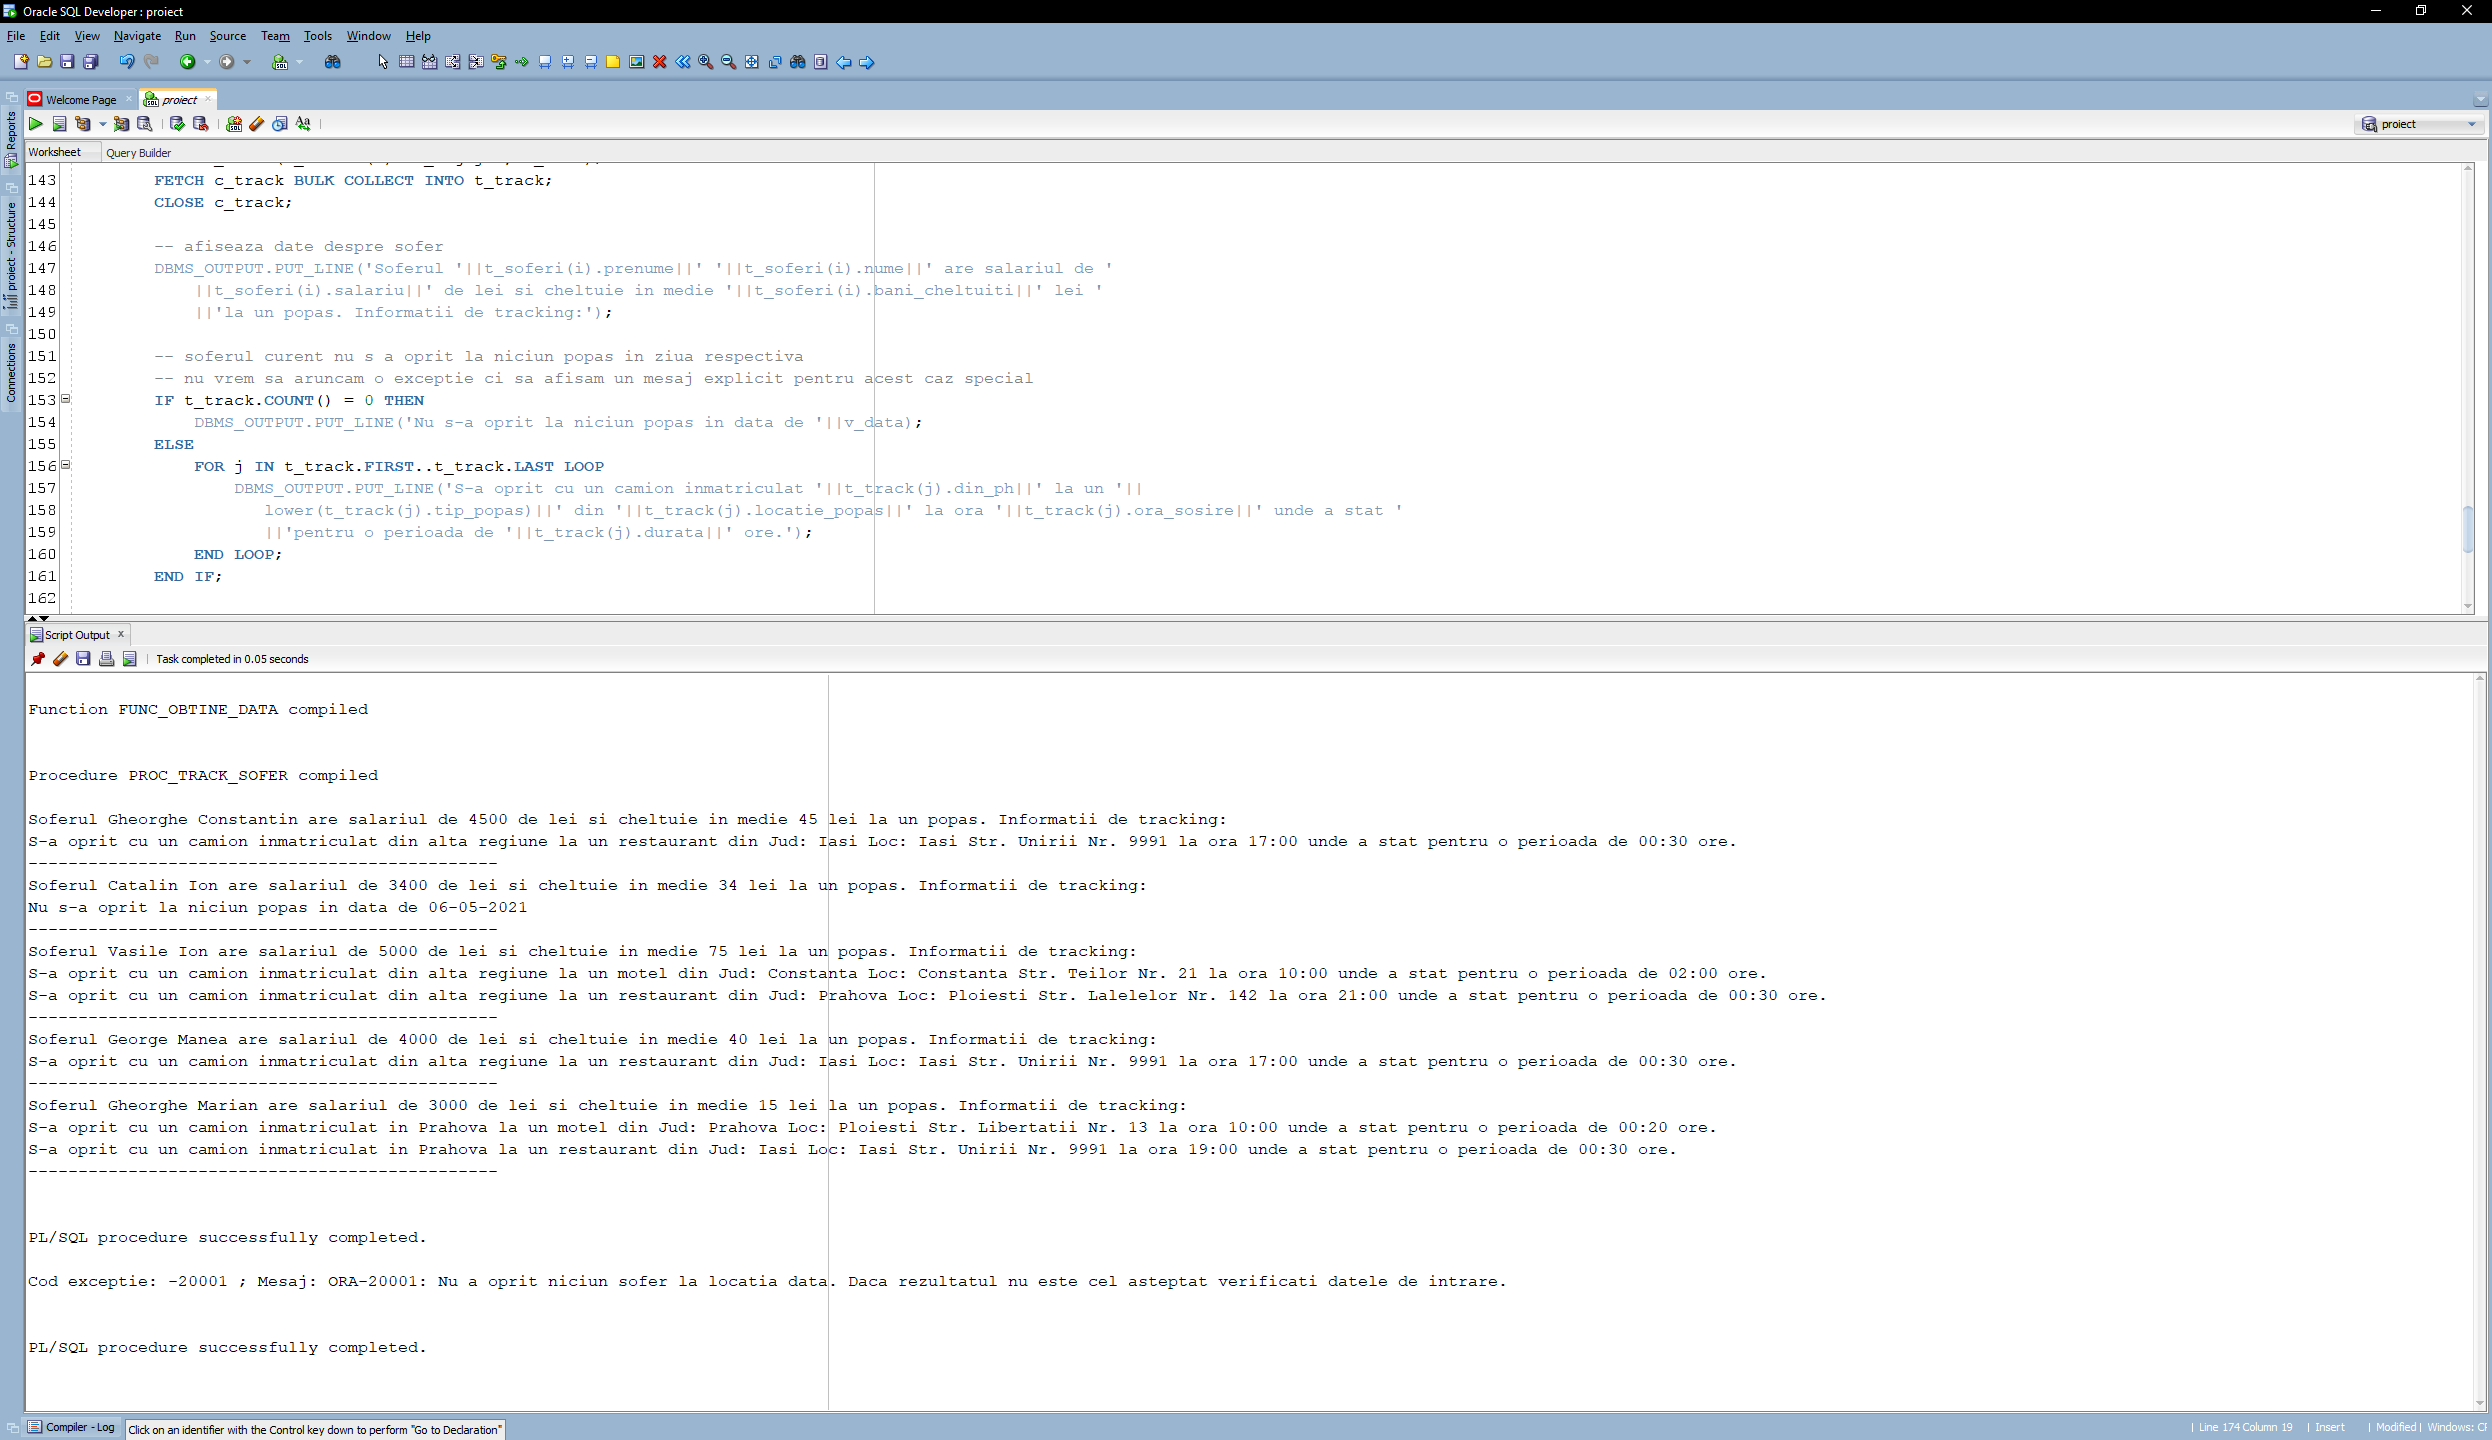 Oracle SQL Developer : proiect
File Edit View Navigate Run Source Team Tools Window Help
Welcome Page
proiect
Reports
proiect - Structure
Connections
proiect
Worksheet
Query Builder
143 FETCH c_track BULK COLLECT INTO t_track;
144 CLOSE c_track;
145
146 -- afiseaza date despre sofer
147 DBMS_OUTPUT.PUT_LINE('Soferul '||t_soferi(i).prenume||' '||t_soferi(i).nume||' are salariul de '
148 ||t_soferi(i).salariu||' de lei si cheltuie in medie '||t_soferi(i).bani_cheltuiti||' lei '
149 ||'la un popas. Informatii de tracking:');
150
151 -- soferul curent nu s a oprit la niciun popas in ziua respectiva
152 -- nu vrem sa aruncam o exceptie ci sa afisam un mesaj explicit pentru acest caz special
153 IF t_track.COUNT() = 0 THEN
154 DBMS_OUTPUT.PUT_LINE('Nu s-a oprit la niciun popas in data de '||v_data);
155 ELSE
156 FOR j IN t_track.FIRST..t_track.LAST LOOP
157 DBMS_OUTPUT.PUT_LINE('S-a oprit cu un camion inmatriculat '||t_track(j).din_ph||' la un '||
158 lower(t_track(j).tip_popas)||' din '||t_track(j).locatie_popas||' la ora '||t_track(j).ora_sosire||' unde a stat '
159 ||'pentru o perioada de '||t_track(j).durata||' ore.');
160 END LOOP;
161 END IF;
162
Script Output x
Task completed in 0.05 seconds
Function FUNC_OBTINE_DATA compiled
Procedure PROC_TRACK_SOFER compiled
Soferul Gheorghe Constantin are salariul de 4500 de lei si cheltuie in medie 45 lei la un popas. Informatii de tracking:
S-a oprit cu un camion inmatriculat din alta regiune la un restaurant din Jud: Iasi Loc: Iasi Str. Unirii Nr. 9991 la ora 17:00 unde a stat pentru o perioada de 00:30 ore.
-----------------------------------------------
Soferul Catalin Ion are salariul de 3400 de lei si cheltuie in medie 34 lei la un popas. Informatii de tracking:
Nu s-a oprit la niciun popas in data de 06-05-2021
-----------------------------------------------
Soferul Vasile Ion are salariul de 5000 de lei si cheltuie in medie 75 lei la un popas. Informatii de tracking:
S-a oprit cu un camion inmatriculat din alta regiune la un motel din Jud: Constanta Loc: Constanta Str. Teilor Nr. 21 la ora 10:00 unde a stat pentru o perioada de 02:00 ore.
S-a oprit cu un camion inmatriculat din alta regiune la un restaurant din Jud: Prahova Loc: Ploiesti Str. Lalelelor Nr. 142 la ora 21:00 unde a stat pentru o perioada de 00:30 ore.
-----------------------------------------------
Soferul George Manea are salariul de 4000 de lei si cheltuie in medie 40 lei la un popas. Informatii de tracking:
S-a oprit cu un camion inmatriculat din alta regiune la un restaurant din Jud: Iasi Loc: Iasi Str. Unirii Nr. 9991 la ora 17:00 unde a stat pentru o perioada de 00:30 ore.
-----------------------------------------------
Soferul Gheorghe Marian are salariul de 3000 de lei si cheltuie in medie 15 lei la un popas. Informatii de tracking:
S-a oprit cu un camion inmatriculat in Prahova la un motel din Jud: Prahova Loc: Ploiesti Str. Libertatii Nr. 13 la ora 10:00 unde a stat pentru o perioada de 00:20 ore.
S-a oprit cu un camion inmatriculat in Prahova la un restaurant din Jud: Iasi Loc: Iasi Str. Unirii Nr. 9991 la ora 19:00 unde a stat pentru o perioada de 00:30 ore.
-----------------------------------------------
PL/SQL procedure successfully completed.
Cod exceptie: -20001 ; Mesaj: ORA-20001: Nu a oprit niciun sofer la locatia data. Daca rezultatul nu este cel asteptat verificati datele de intrare.
PL/SQL procedure successfully completed.
Compiler - Log
Click on an identifier with the Control key down to perform "Go to Declaration"
| Line 174 Column 19 | Insert | Modified | Windows: CF